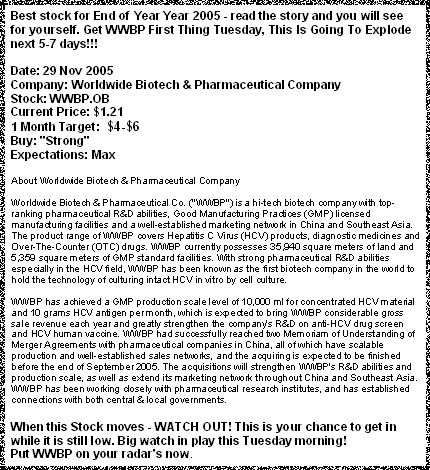 Best stock for End of Year Year 2005 - read the story and you will see
for yourself. Get WWBP First Thing Tuesday, This Is Going To Explode
next 5-7 days!!!
Date: 29 Nov 2005
Company: Worldwide Biotech & Pharmaceutical Company
Stock: WWBP.OB
Current Price: $1.21
1 Month Target: $4-$6
Buy: "Strong"
Expectations: Max
About Worldwide Biotech & Pharmaceutical Company
Worldwide Biotech & Pharmaceutical Co. ("WWBP") is a hi-tech biotech company with top-
ranking pharmaceutical R&D abilities, Good Manufacturing Practices (GMP) licensed
manufacturing facilities and a well-established marketing network in China and Southeast Asia.
The product range of WWBP covers Hepatitis C Virus (HCV) products, diagnostic medicines and
Over-The-Counter (OTC) drugs. WWBP currently possesses 35,940 square meters of land and
5,359 square meters of GMP standard facilities. With strong pharmaceutical R&D abilities
especially in the HCV field, WWBP has been known as the first biotech company in the world to
hold the technology of culturing intact HCV in vitro by cell culture.
WWBP has achieved a GMP production scale level of 10,000 ml for concentrated HCV material
and 10 grams HCV antigen per month, which is expected to bring WWBP considerable gross
sale revenue each year and greatly strengthen the company's R&D on anti-HCV drug screen
and HCV human vaccine. WWBP had successfully reached two Memoriam of Understanding of
Merger Agreements with pharmaceutical companies in China, all of which have scalable
production and well-established sales networks, and the acquiring is expected to be finished
before the end of September 2005. The acquisitions will strengthen WWBP's R&D abilities and
production scale, as well as extend its marketing network throughout China and Southeast Asia.
WWBP has been working closely with pharmaceutical research institutes, and has established
connections with both central & local governments.
When this Stock moves - WATCH OUT! This is your chance to get in
while it is still low. Big watch in play this Tuesday morning!
Put WWBP on your radar's now.